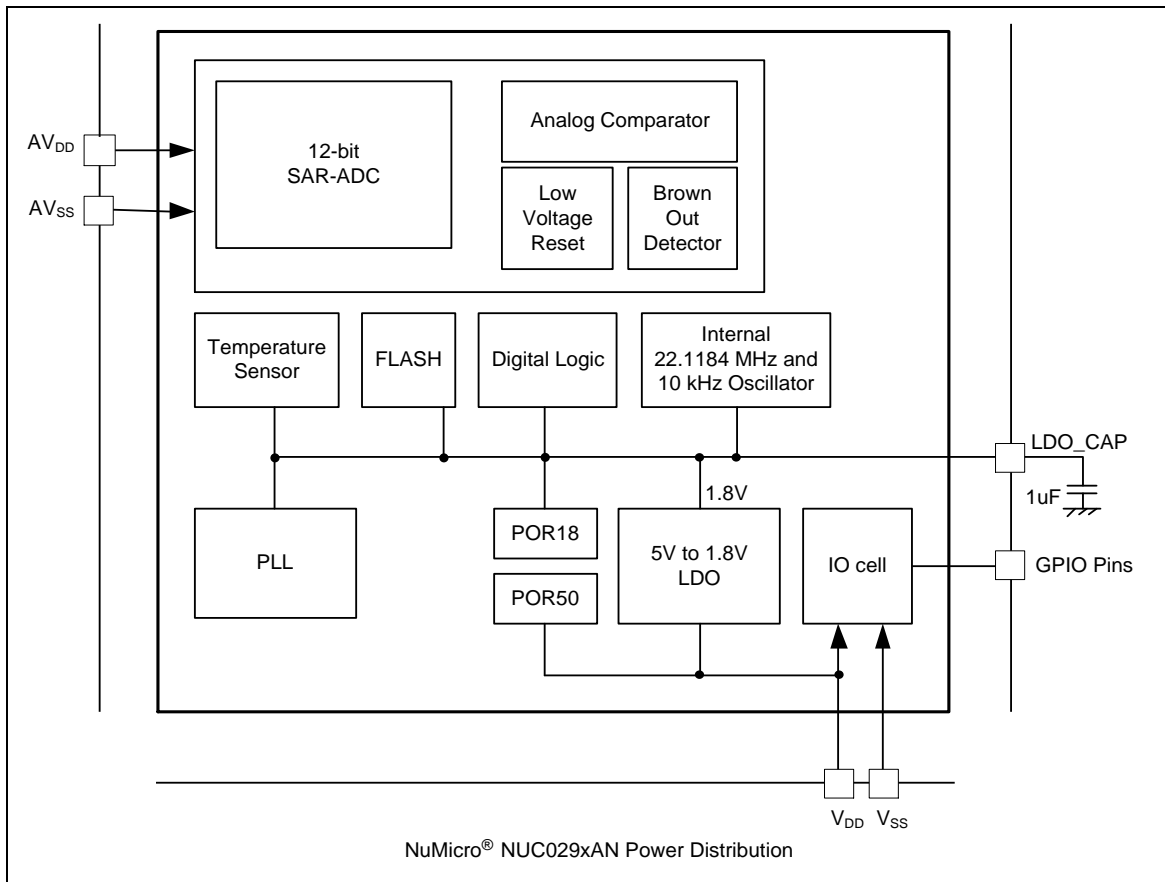 AVDD
AVSS
12-bit
SAR-ADC
Analog Comparator
Low
Voltage
Reset
Brown
Out
Detector
Temperature
Sensor
FLASH
Digital Logic
Internal
22.1184 MHz and
10 kHz Oscillator
LDO_CAP
1uF
1.8V
PLL
POR18
POR50
5V to 1.8V
LDO
IO cell
GPIO Pins
VDD
VSS
NuMicro® NUC029xAN Power Distribution